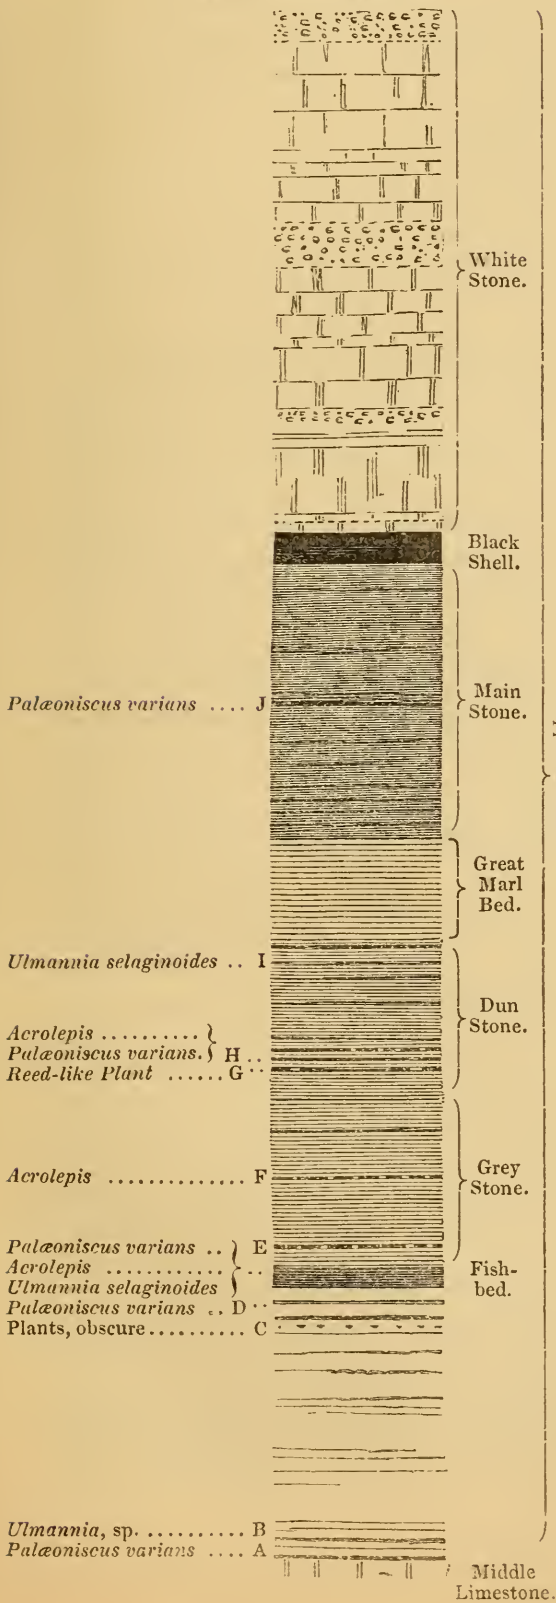 White
Stone.
Black
Shell.
Palæoniscus varians .... J
Main
Stone.
Great
Marl
Bed.
Ulmannia selaginoides .. I
Dun
Stone.
Acrolepis ..........
Palæoniscus varians. H ..
Reed-like Plant ...... G ..
Acrolepis ............. F
Grey
Stone.
Palæoniscus varians .. E
Acrolepis ............ ..
Ulmannia selaginoides
Fish-
bed.
Palæoniscus varians .. D ..
Plants, obscure.......... C
Ulmannia, sp. .......... B
Palæoniscus varians .... A
Middle
Limestone.